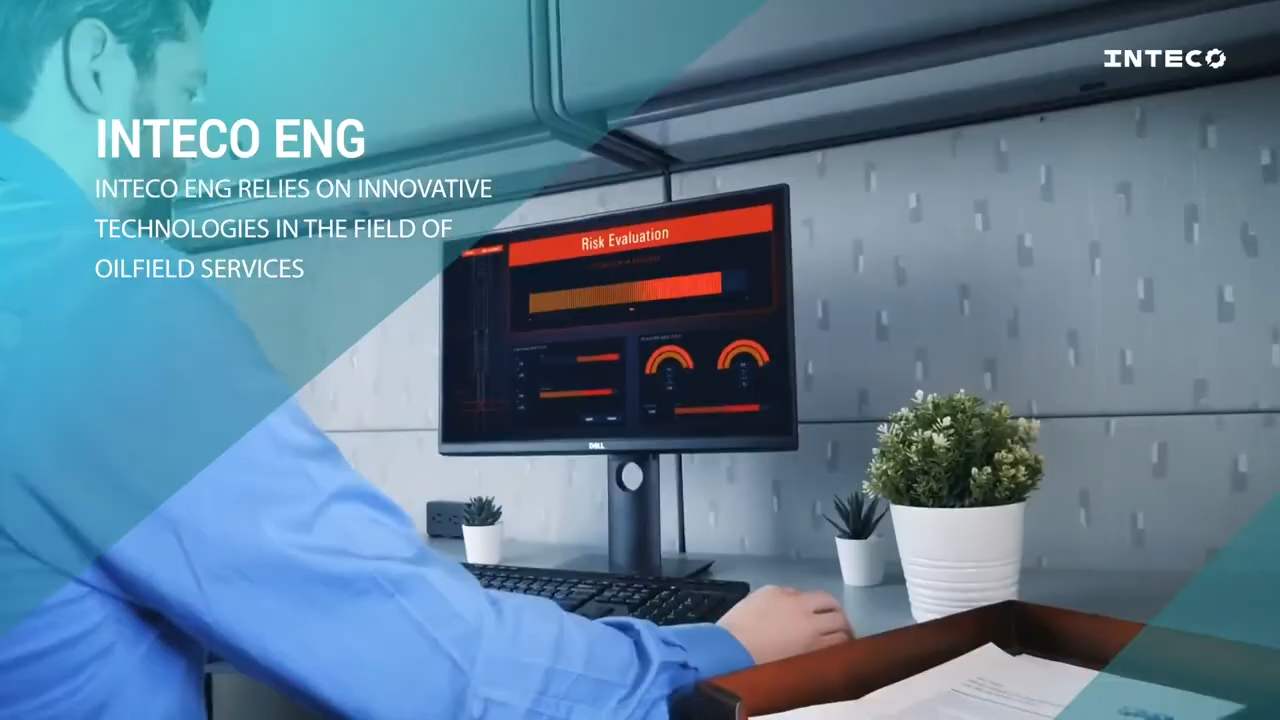 INTECO
INTECO ENG
INTECO ENG RELIES ON INNOVATIVE
TECHNOLOGIES IN THE FIELD OF
OILFIELD SERVICES
Risk Evaluation
DELL